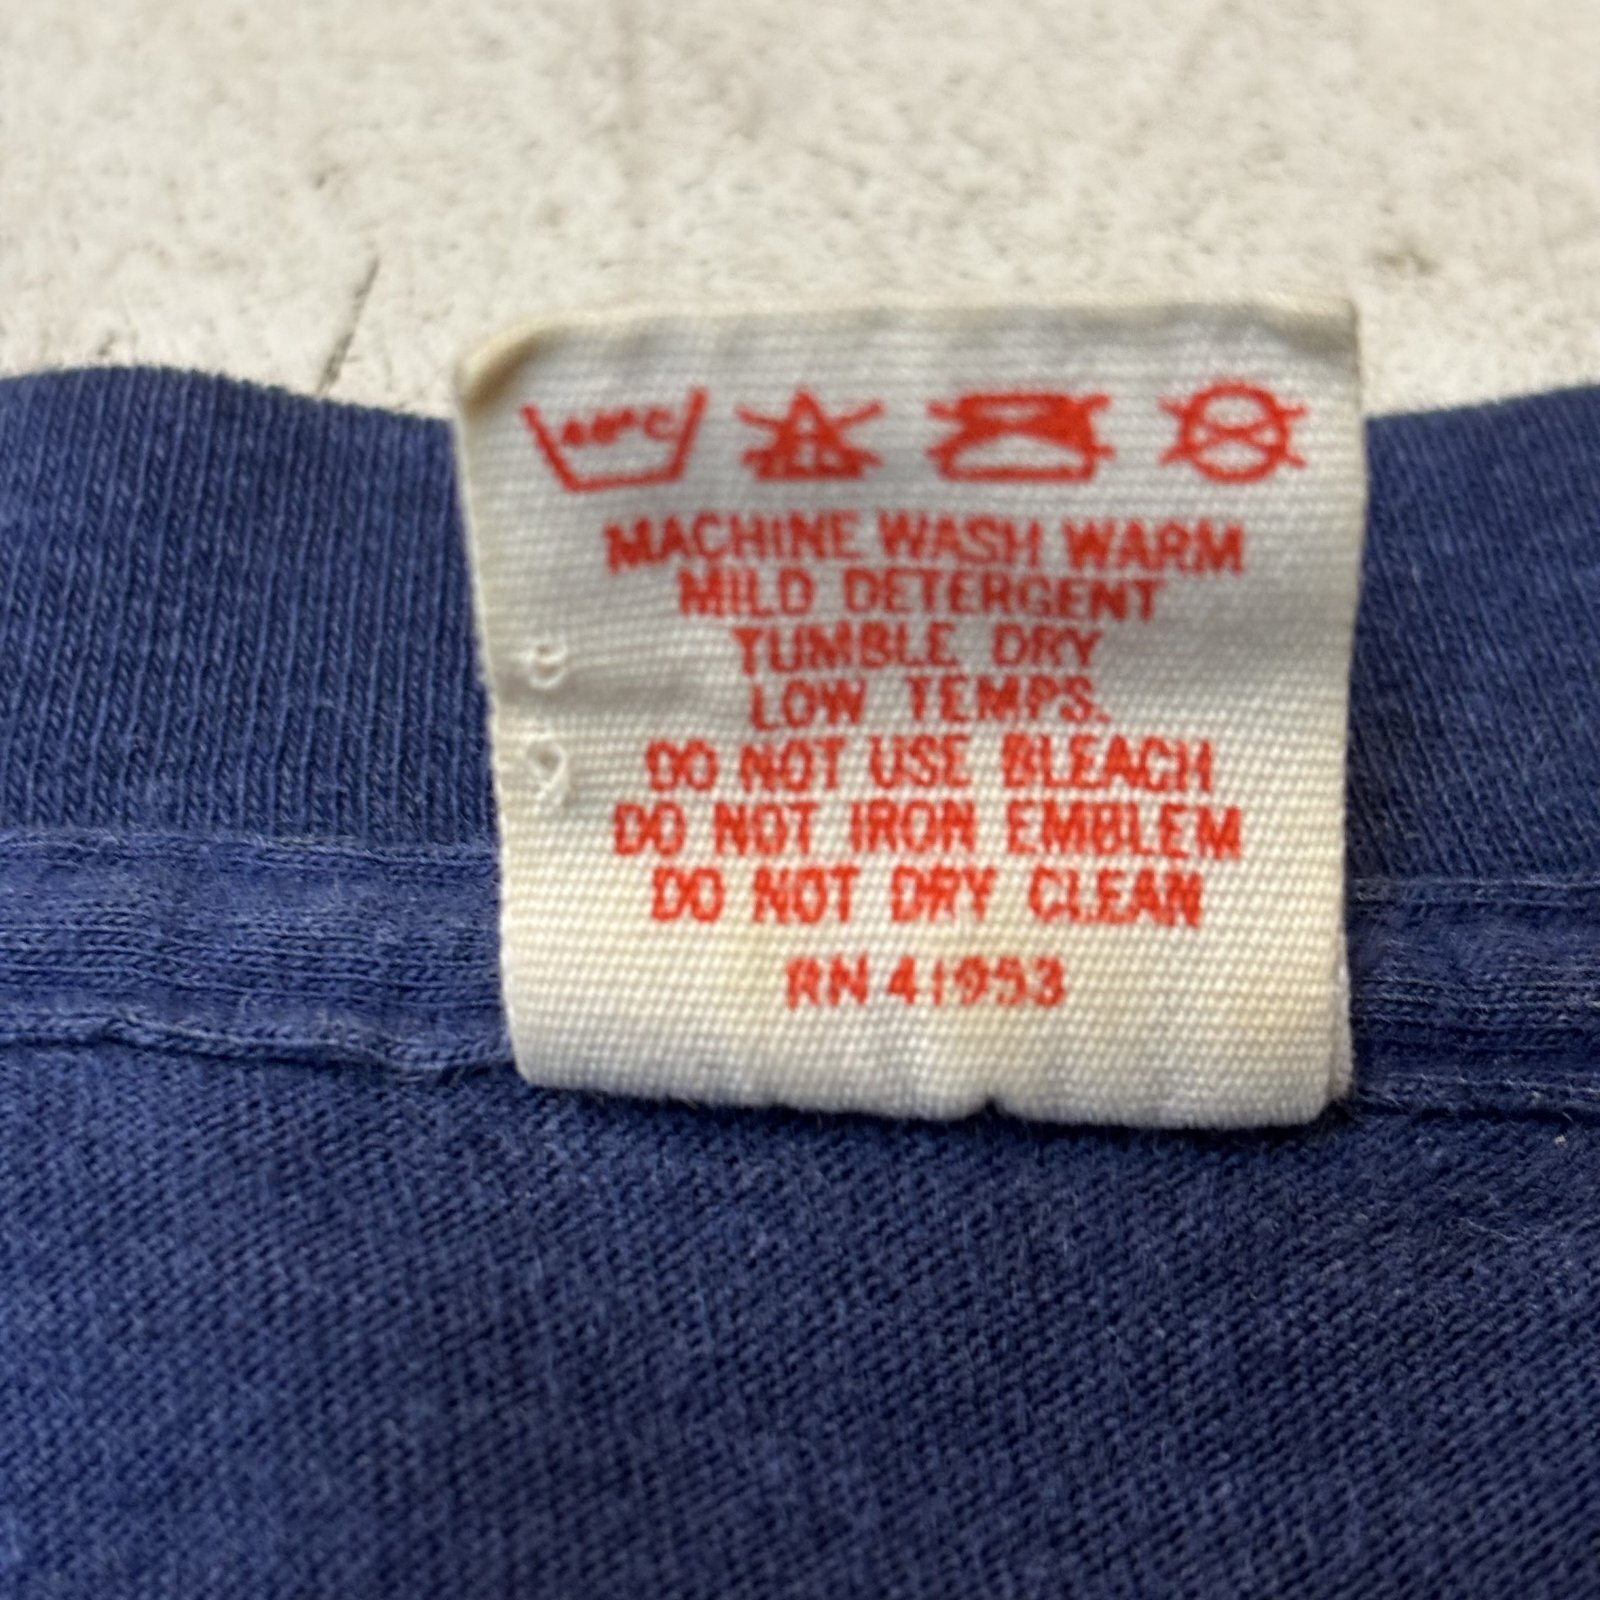 40°C
MACHINE WASH WARM
MILD DETERGENT
TUMBLE DRY
LOW TEMPS.
DO NOT USE BLEACH
DO NOT IRON EMBLEM
DO NOT DRY CLEAN
RN 41953